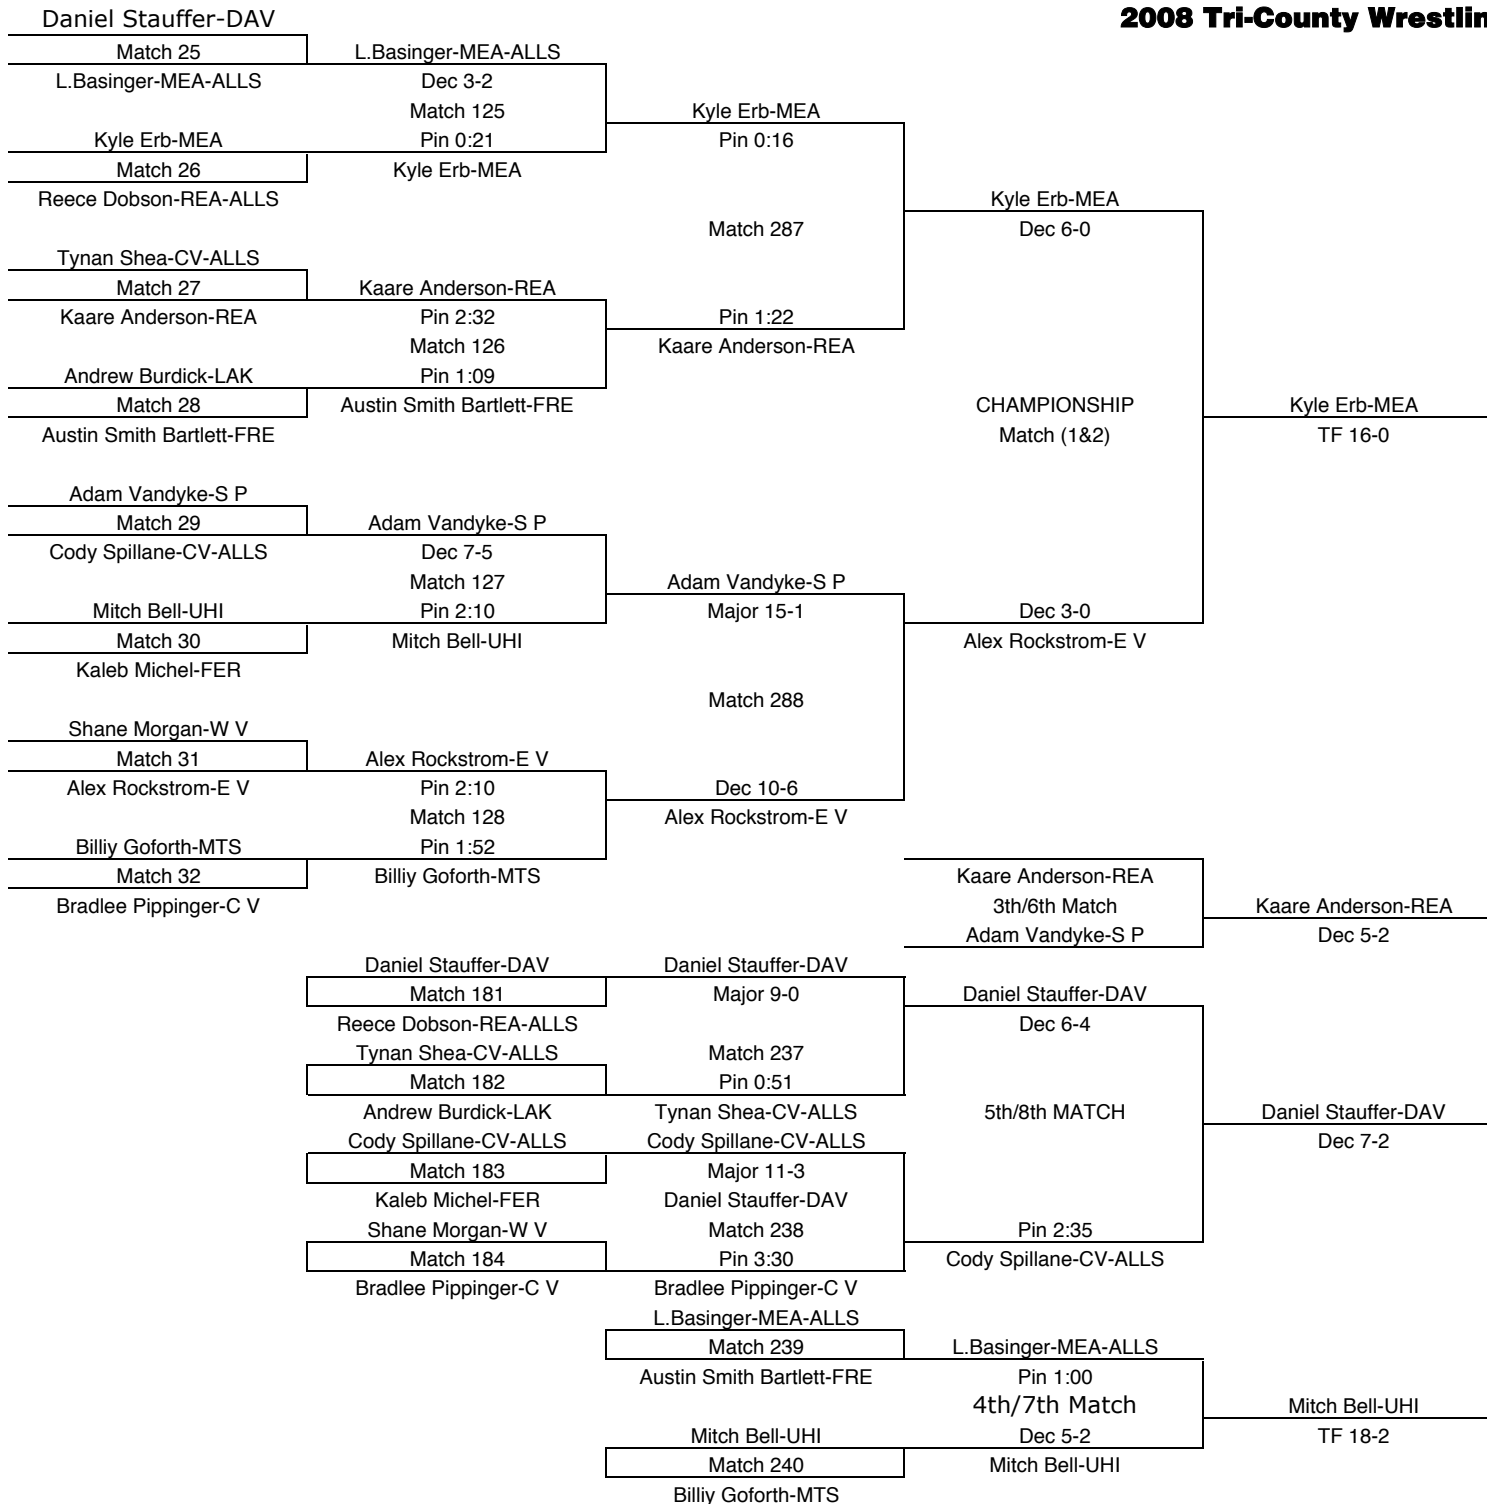 Daniel Stauffer-DAV
2008 Tri-County Wrestlin
Match 25 L.Basinger-MEA-ALLS
L.Basinger-MEA-ALLS Dec 3-2
Match 125 Kyle Erb-MEA
Kyle Erb-MEA Pin 0:21 Pin 0:16
Match 26 Kyle Erb-MEA
Reece Dobson-REA-ALLS Kyle Erb-MEA
Match 287 Dec 6-0
Tynan Shea-CV-ALLS
Match 27 Kaare Anderson-REA
Kaare Anderson-REA Pin 2:32 Pin 1:22
Match 126 Kaare Anderson-REA
Andrew Burdick-LAK Pin 1:09
Match 28 Austin Smith Bartlett-FRE CHAMPIONSHIP Kyle Erb-MEA
Austin Smith Bartlett-FRE Match (1&2) TF 16-0
Adam Vandyke-S P
Match 29 Adam Vandyke-S P
Cody Spillane-CV-ALLS Dec 7-5
Match 127 Adam Vandyke-S P
Mitch Bell-UHI Pin 2:10 Major 15-1 Dec 3-0
Match 30 Mitch Bell-UHI Alex Rockstrom-E V
Kaleb Michel-FER
Match 288
Shane Morgan-W V
Match 31 Alex Rockstrom-E V
Alex Rockstrom-E V Pin 2:10 Dec 10-6
Match 128 Alex Rockstrom-E V
Billiy Goforth-MTS Pin 1:52
Match 32 Billiy Goforth-MTS Kaare Anderson-REA
Bradlee Pippinger-C V 3th/6th Match Kaare Anderson-REA
Adam Vandyke-S P Dec 5-2
Daniel Stauffer-DAV Daniel Stauffer-DAV
Match 181 Major 9-0 Daniel Stauffer-DAV
Reece Dobson-REA-ALLS Dec 6-4
Tynan Shea-CV-ALLS Match 237
Match 182 Pin 0:51
Andrew Burdick-LAK Tynan Shea-CV-ALLS 5th/8th MATCH Daniel Stauffer-DAV
Cody Spillane-CV-ALLS Cody Spillane-CV-ALLS Dec 7-2
Match 183 Major 11-3
Kaleb Michel-FER Daniel Stauffer-DAV
Shane Morgan-W V Match 238 Pin 2:35
Match 184 Pin 3:30 Cody Spillane-CV-ALLS
Bradlee Pippinger-C V Bradlee Pippinger-C V
L.Basinger-MEA-ALLS
Match 239 L.Basinger-MEA-ALLS
Austin Smith Bartlett-FRE Pin 1:00
4th/7th Match Mitch Bell-UHI
Mitch Bell-UHI Dec 5-2 TF 18-2
Match 240 Mitch Bell-UHI
Billiy Goforth-MTS